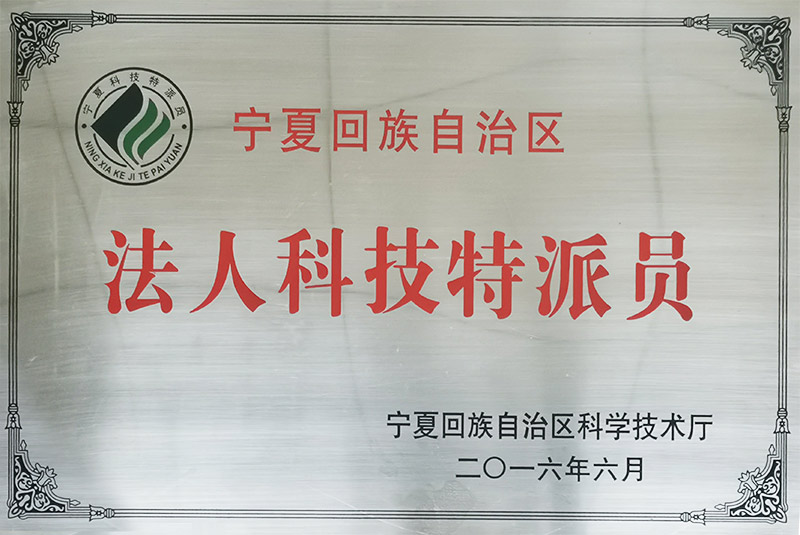 宁夏科技特派员
NING XIA KE JI TE PAI YUAN
宁夏回族自治区
法人科技特派员
宁夏回族自治区科学技术厅
二〇一六年六月